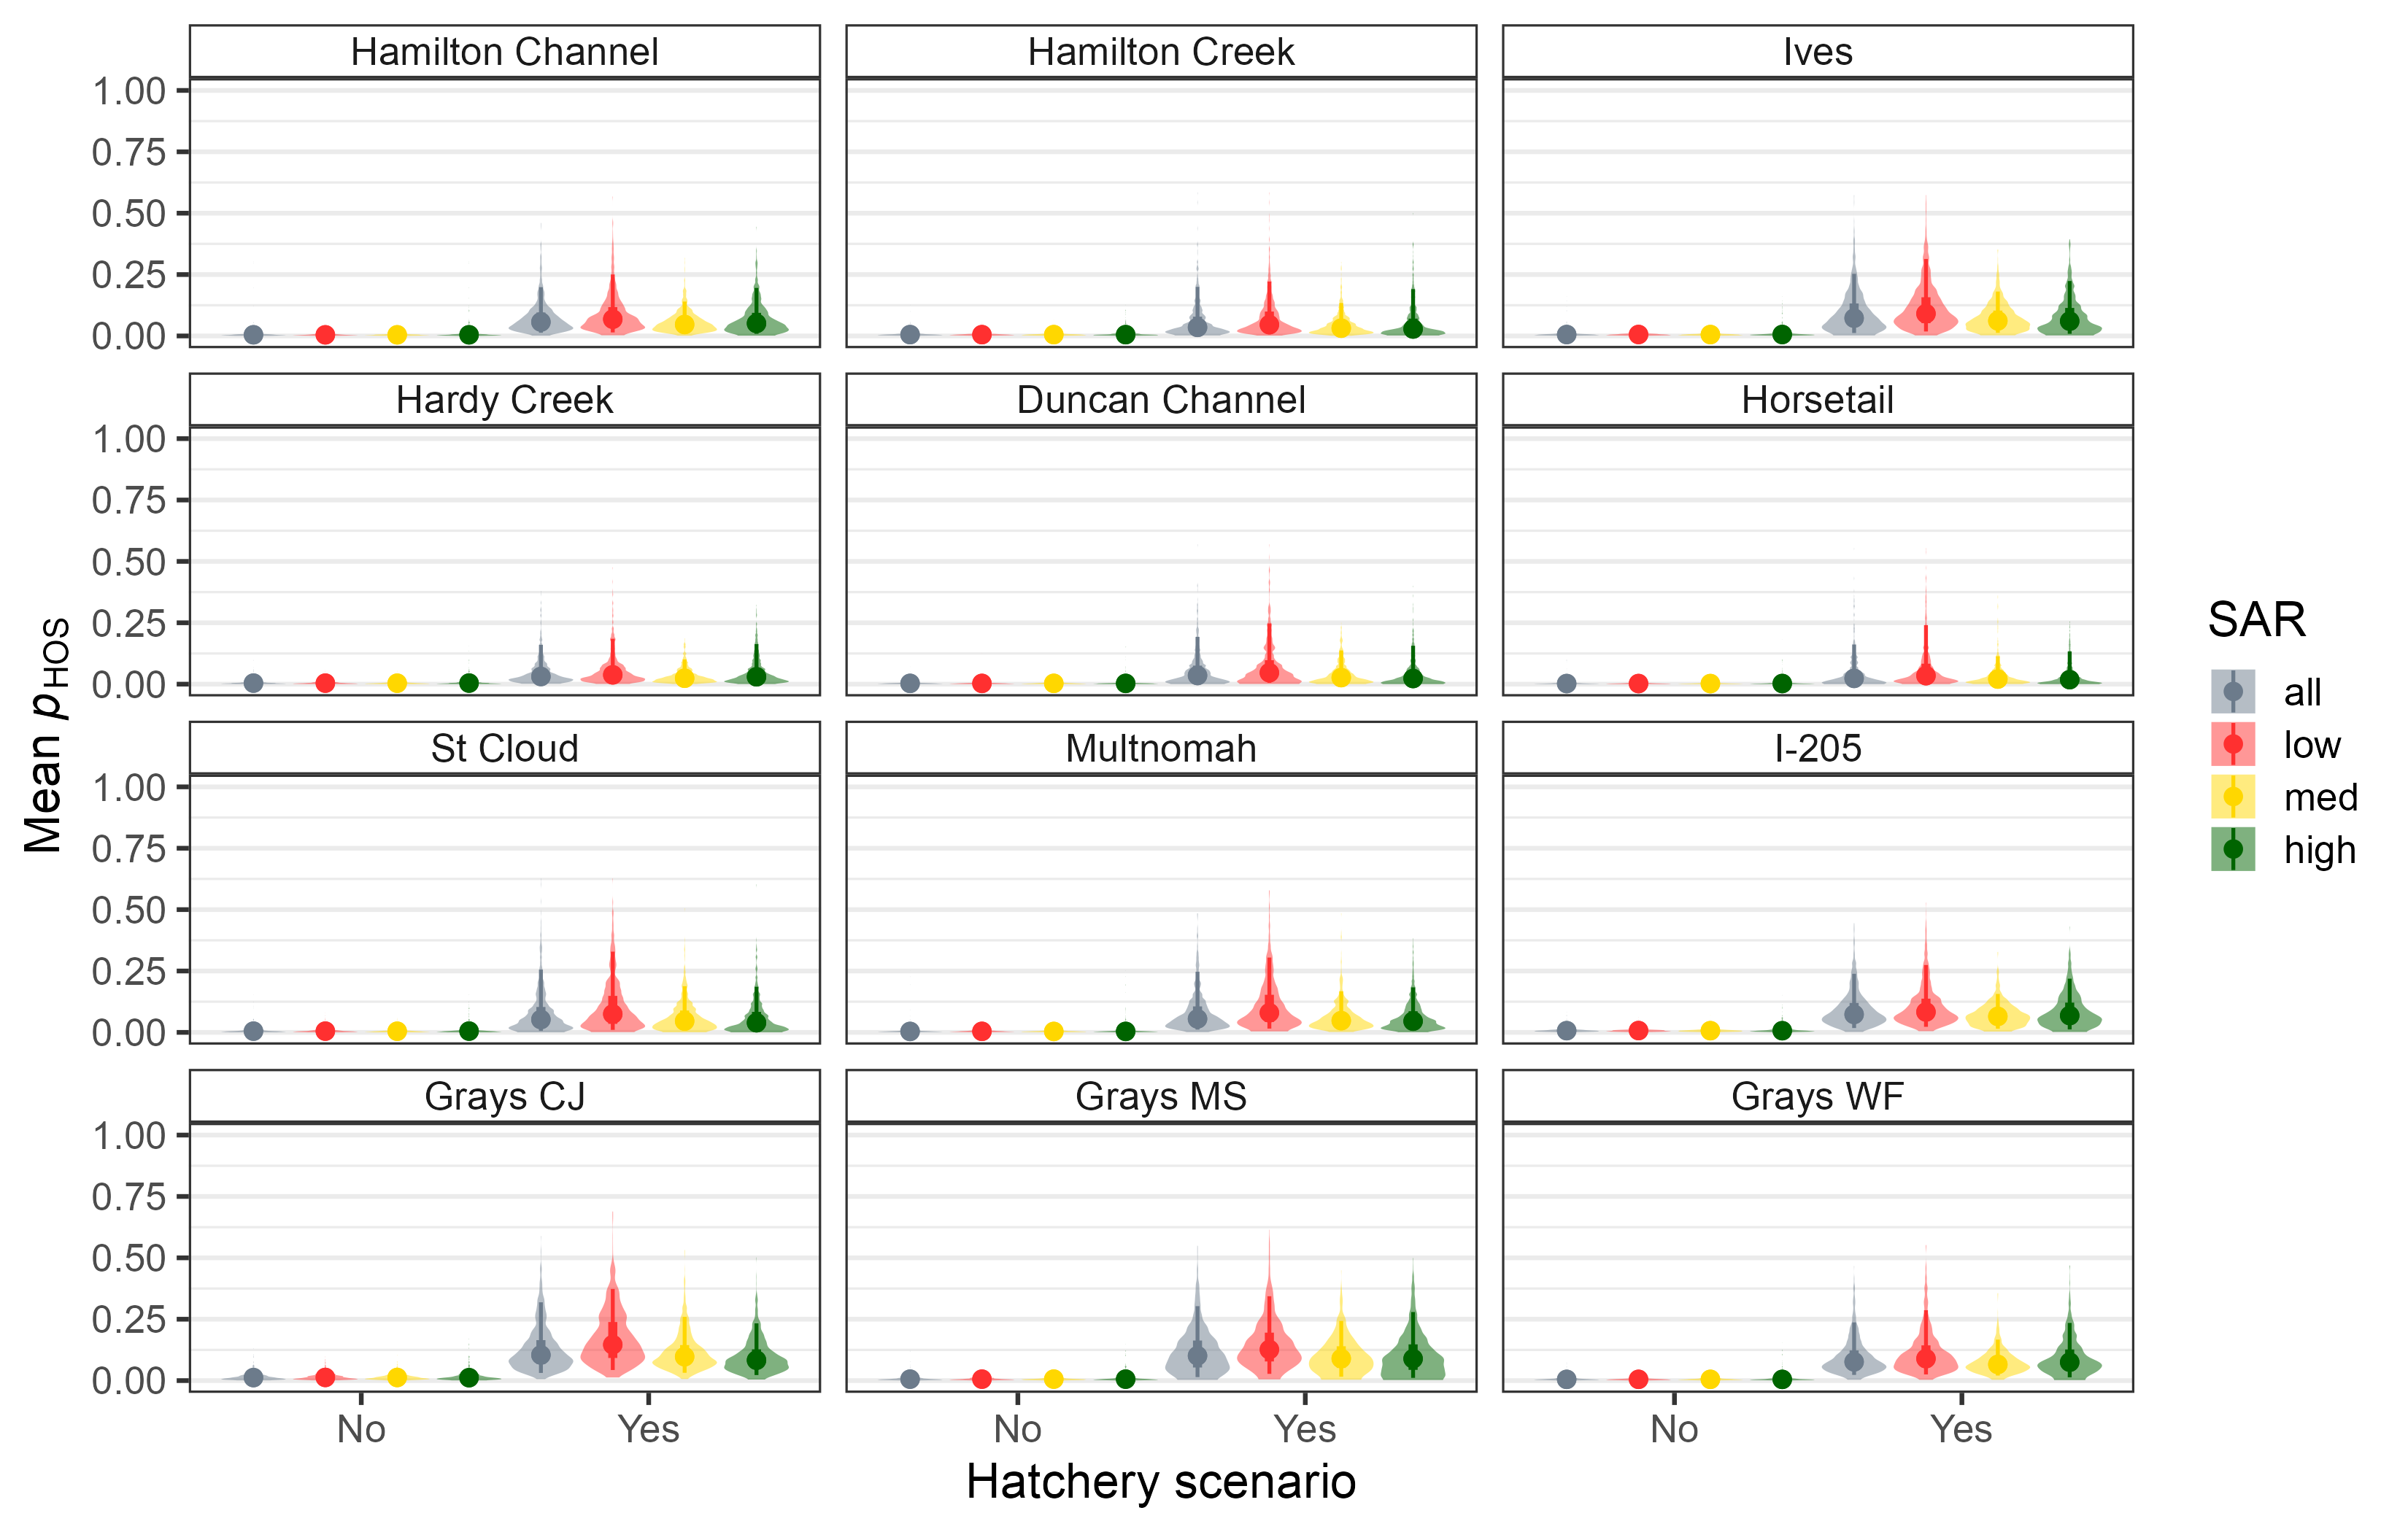 Hamilton Channel
Hamilton Creek
Ives
1.00
0.75
0.50
0.25
0.00
Hardy Creek
Duncan Channel
Horsetail
1.00
0.75
0.50
0.25
0.00
St Cloud
Multnomah
I-205
1.00
0.75
0.50
0.25
0.00
Grays CJ
Grays MS
Grays WF
1.00
0.75
0.50
0.25
0.00
No
Yes
No
Yes
No
Yes
Hatchery scenario
Mean pHOS
SAR
all
low
med
high